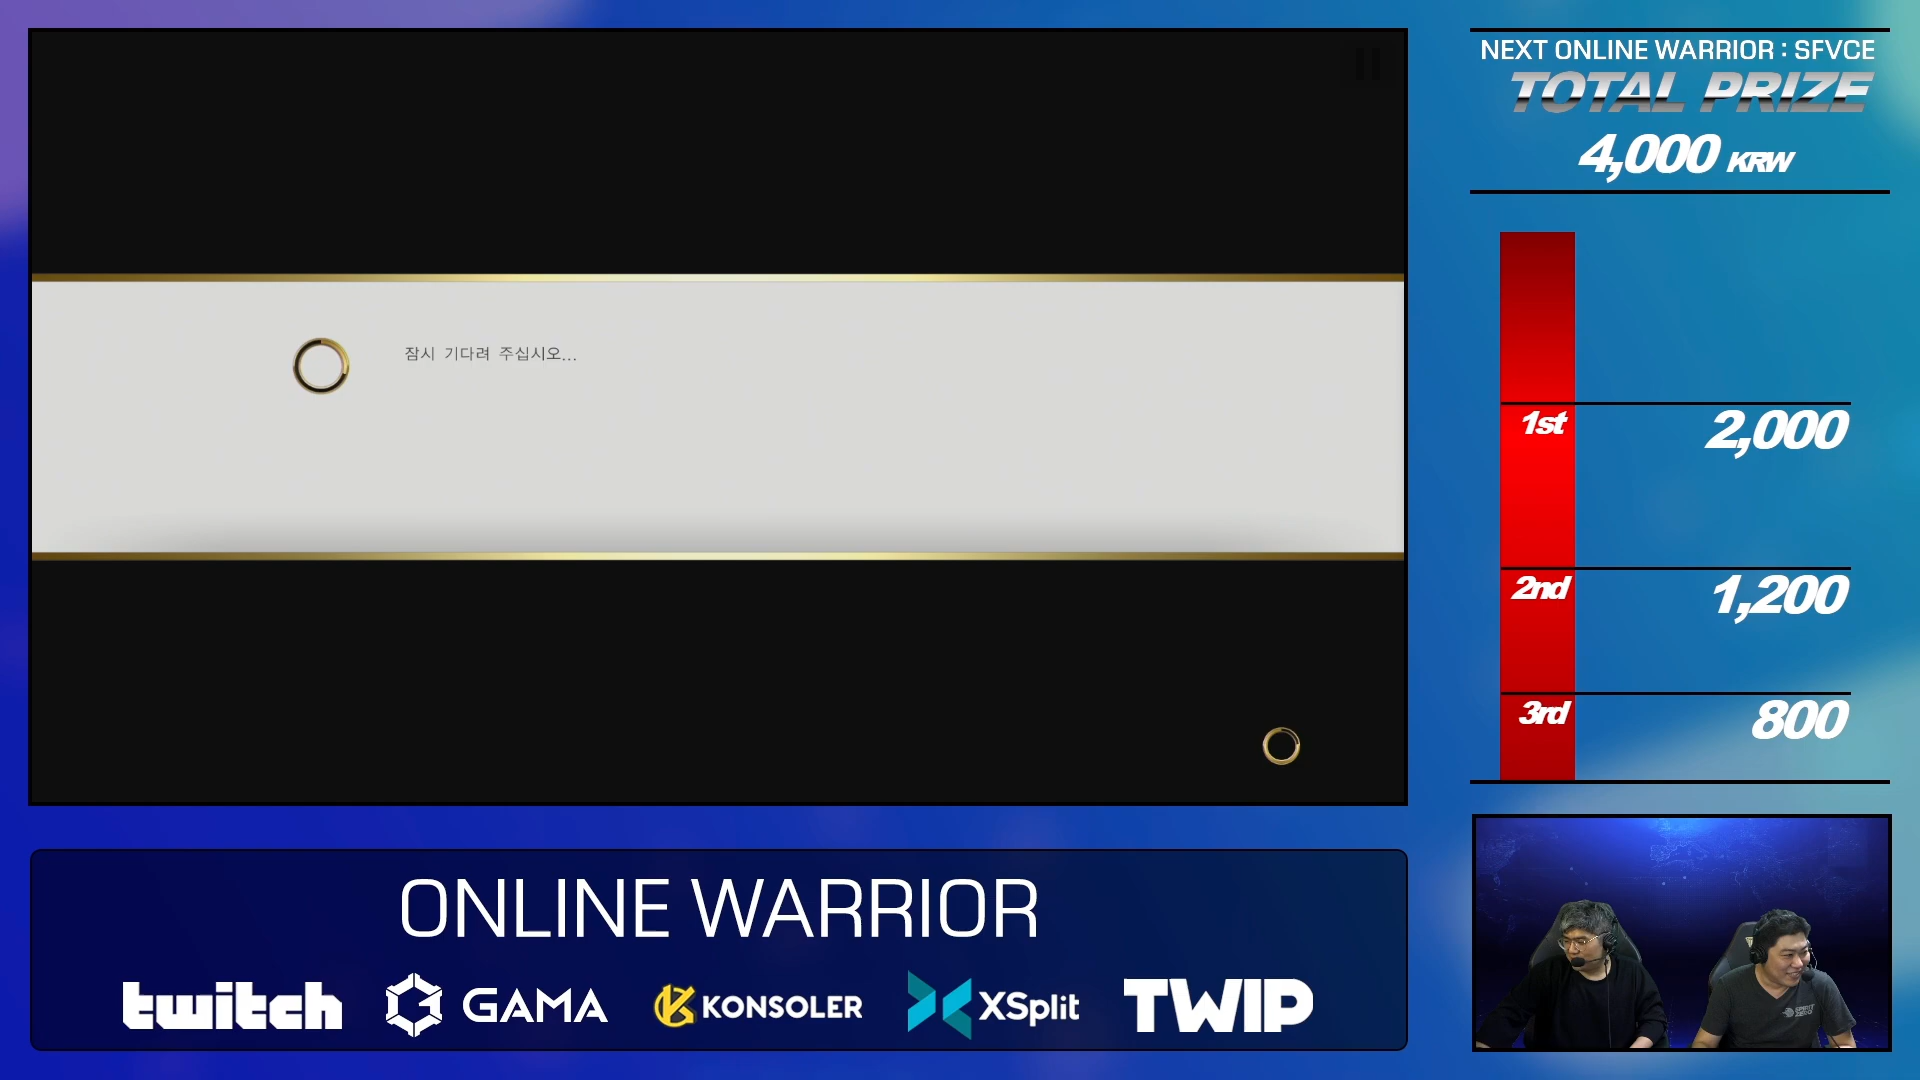 잠시 기다려 주십시오...
NEXT ONLINE WARRIOR : SFVCE
TOTAL PRIZE
4,000 KRW
1st 2,000
2nd 1,200
3rd 800
ONLINE WARRIOR
twitch GAMA KONSOLER XSplit TWIP